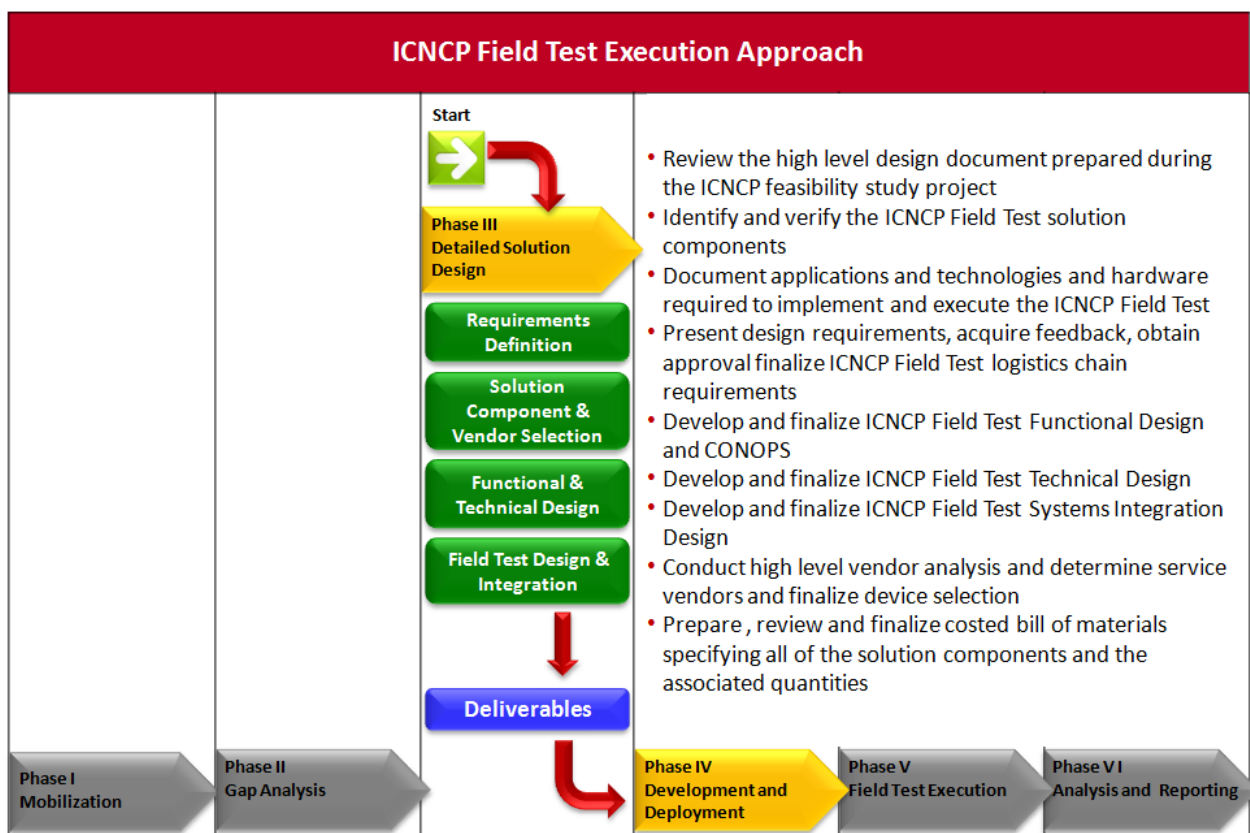 ICNCP Field Test Execution Approach
Start
Phase III
Detailed Solution
Design
Requirements
Definition
Solution
Component &
Vendor Selection
Functional &
Technical Design
Field Test Design &
Integration
Deliverables
• Review the high level design document prepared during
the ICNCP feasibility study project
• Identify and verify the ICNCP Field Test solution
components
• Document applications and technologies and hardware
required to implement and execute the ICNCP Field Test
• Present design requirements, acquire feedback, obtain
approval finalize ICNCP Field Test logistics chain
requirements
• Develop and finalize ICNCP Field Test Functional Design
and CONOPS
• Develop and finalize ICNCP Field Test Technical Design
• Develop and finalize ICNCP Field Test Systems Integration
Design
• Conduct high level vendor analysis and determine service
vendors and finalize device selection
• Prepare , review and finalize costed bill of materials
specifying all of the solution components and the
associated quantities
Phase I
Mobilization
Phase II
Gap Analysis
Phase IV
Development and
Deployment
Phase V
Field Test Execution
Phase VI
Analysis and Reporting